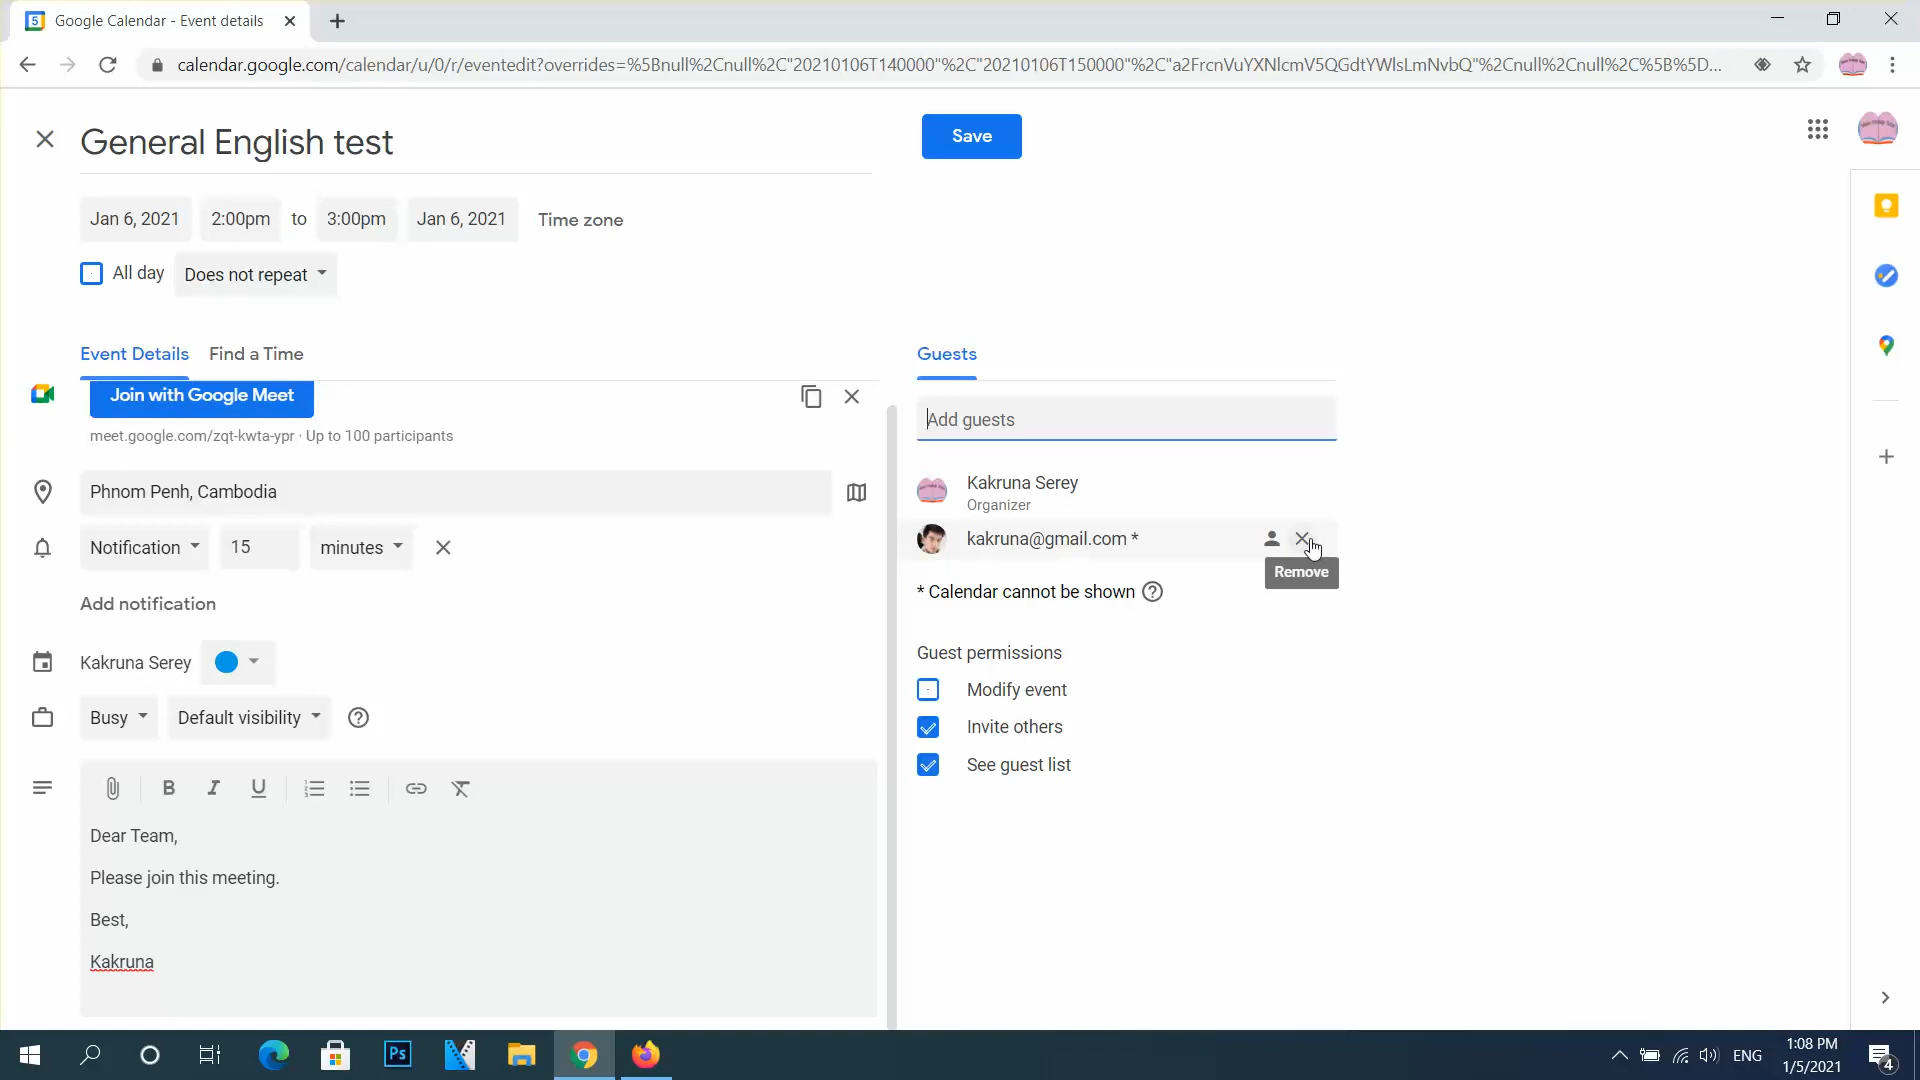 Google Calendar - Event details
calendar.google.com/calendar/u/0/r/eventedit?overrides=%5Bnull%2Cnull%2C"20210106T140000"%2C"20210106T150000"%2C"a2FrcnVuYXNlcmV5QGdtYWlsLmNvbQ"%2Cnull%2Cnull%2C%5B%5D...
General English test
Save
Jan 6, 2021 2:00pm to 3:00pm Jan 6, 2021 Time zone
All day Does not repeat
Event Details Find a Time
Join with Google Meet
meet.google.com/zqt-kwta-ypr · Up to 100 participants
Phnom Penh, Cambodia
Notification 15 minutes
Add notification
Kakruna Serey
Busy Default visibility
Dear Team,
Please join this meeting.
Best,
Kakruna
Guests
Add guests
Kakruna Serey
Organizer
kakruna@gmail.com *
Remove
* Calendar cannot be shown
Guest permissions
Modify event
Invite others
See guest list
Ps
ENG
1:08 PM
1/5/2021
4